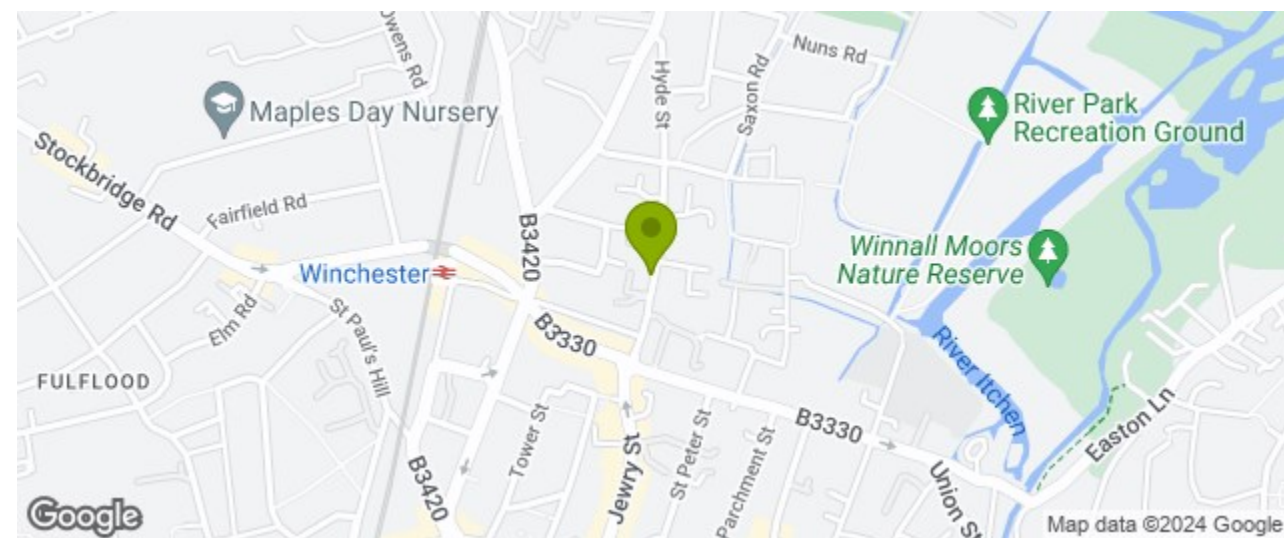 Owens Rd
Nuns Rd
Hyde St
Saxon Rd
Maples Day Nursery
River Park
Recreation Ground
Stockbridge Rd
Fairfield Rd
B3420
Winnall Moors
Nature Reserve
Winchester
Elm Rd
St Paul's Hill
B3330
River Itchen
FULFLOOD
Easton Ln
Tower St
Jewry St
St Peter St
Parchment St
B3330
B3420
Union St
Google
Map data ©2024 Google